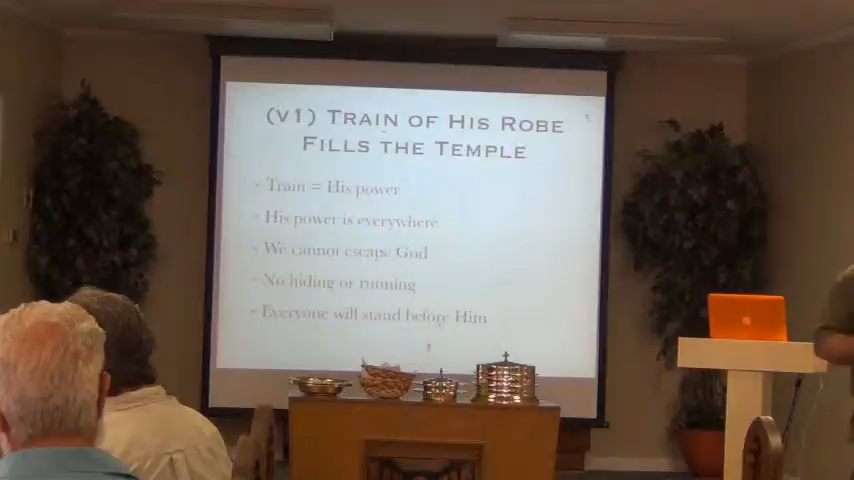 (v1) Train of His Robe
Fills the Temple
- Train = His power
- His power is everywhere
- We cannot escape God
- No hiding or running
- Everyone will stand before Him